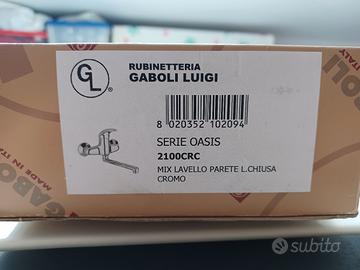 GL
RUBINETTERIA
GABOLI LUIGI
8 020352 102094
SERIE OASIS
2100CRC
MIX LAVELLO PARETE L.CHIUSA
CROMO
GABOLI
MADE IN ITALY
subito